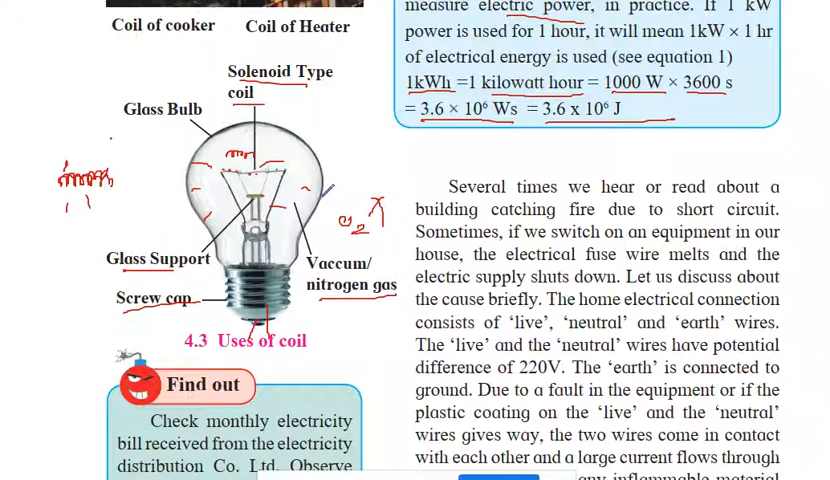 Coil of cooker
Coil of Heater
Solenoid Type
coil
Glass Bulb
Glass Support
Screw cap
Vaccum/
nitrogen gas
O₂ X
4.3 Uses of coil
Find out
Check monthly electricity
bill received from the electricity
distribution Co. Ltd. Observe
measure electric power, in practice. If 1 kW
power is used for 1 hour, it will mean 1kW × 1 hr
of electrical energy is used (see equation 1)
1kWh =1 kilowatt hour = 1000 W × 3600 s
= 3.6 × 10⁶ Ws = 3.6 x 10⁶ J
Several times we hear or read about a
building catching fire due to short circuit.
Sometimes, if we switch on an equipment in our
house, the electrical fuse wire melts and the
electric supply shuts down. Let us discuss about
the cause briefly. The home electrical connection
consists of ‘live’, ‘neutral’ and ‘earth’ wires.
The ‘live’ and the ‘neutral’ wires have potential
difference of 220V. The ‘earth’ is connected to
ground. Due to a fault in the equipment or if the
plastic coating on the ‘live’ and the ‘neutral’
wires gives way, the two wires come in contact
with each other and a large current flows through
any inflammable material